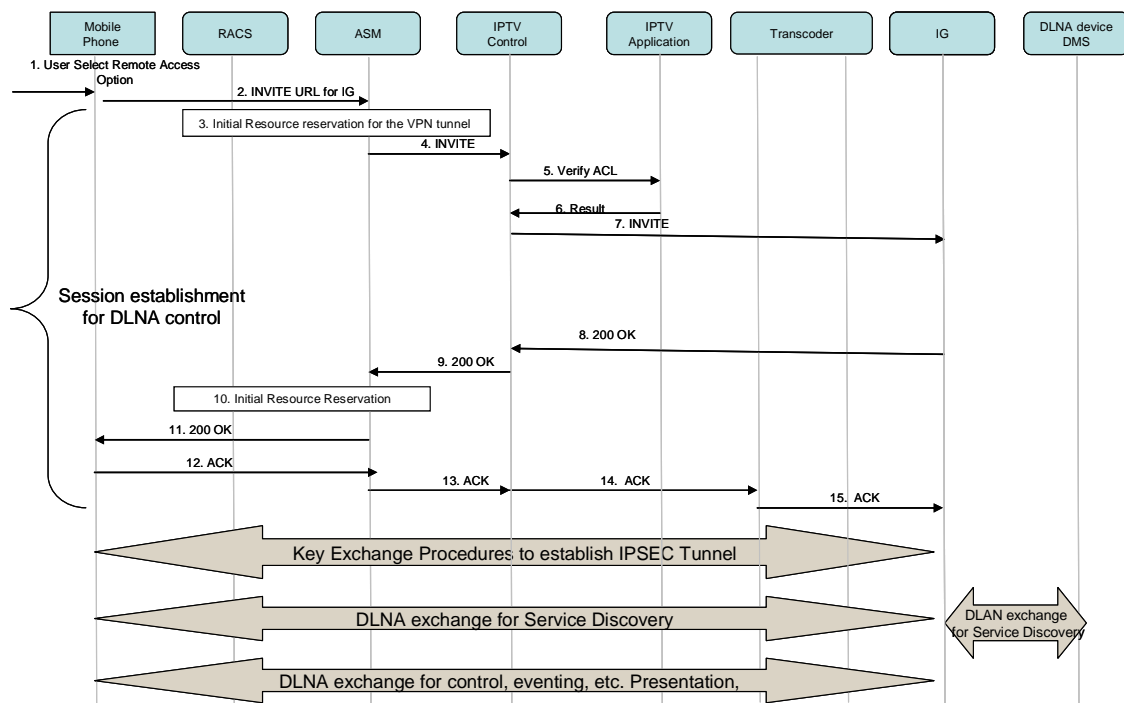 Mobile
Phone
RACS
ASM
IPTV
Control
IPTV
Application
Transcoder
IG
DLNA device
DMS
1. User Select Remote Access
Option
2. INVITE URL for IG
3. Initial Resource reservation for the VPN tunnel
4. INVITE
5. Verify ACL
6. Result
7. INVITE
Session establishment
for DLNA control
8. 200 OK
9. 200 OK
10. Initial Resource Reservation
11. 200 OK
12. ACK
13. ACK
14. ACK
15. ACK
Key Exchange Procedures to establish IPSEC Tunnel
DLNA exchange for Service Discovery
DLAN exchange
for Service Discovery
DLNA exchange for control, eventing, etc. Presentation,